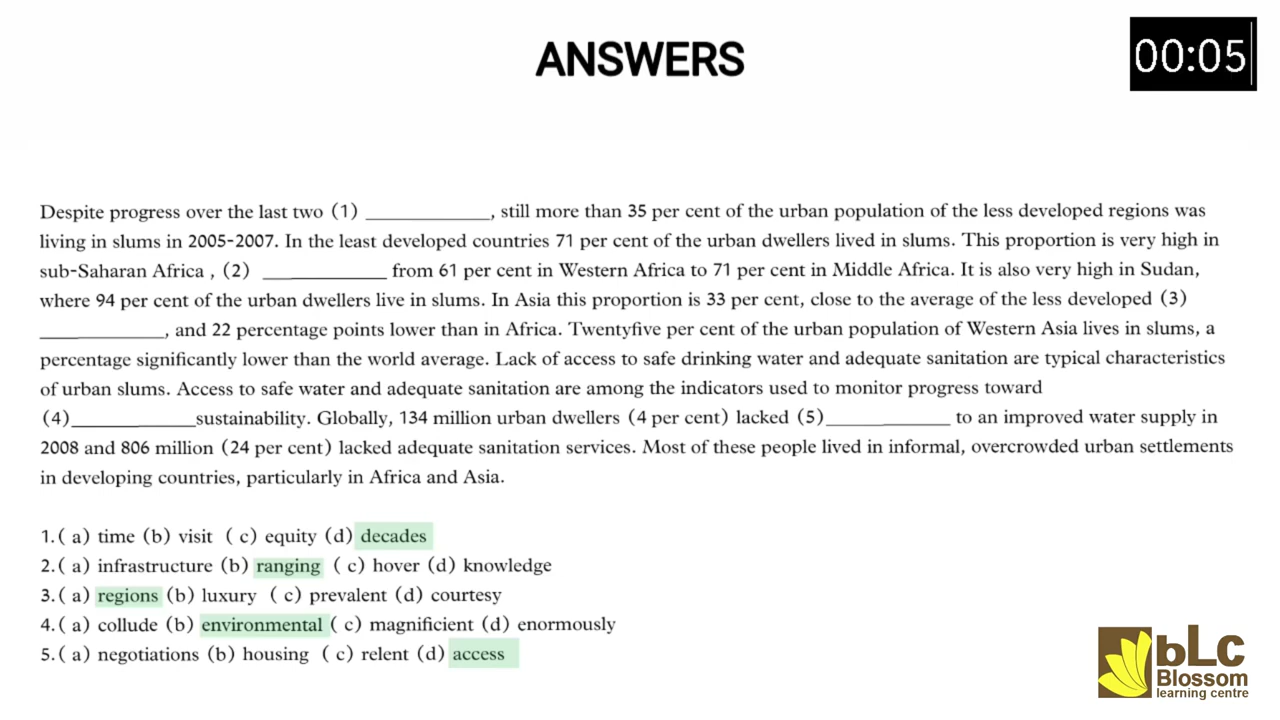 ANSWERS
00:05
Despite progress over the last two (1) ____________, still more than 35 per cent of the urban population of the less developed regions was
living in slums in 2005-2007. In the least developed countries 71 per cent of the urban dwellers lived in slums. This proportion is very high in
sub-Saharan Africa , (2) ____________ from 61 per cent in Western Africa to 71 per cent in Middle Africa. It is also very high in Sudan,
where 94 per cent of the urban dwellers live in slums. In Asia this proportion is 33 per cent, close to the average of the less developed (3)
____________, and 22 percentage points lower than in Africa. Twentyfive per cent of the urban population of Western Asia lives in slums, a
percentage significantly lower than the world average. Lack of access to safe drinking water and adequate sanitation are typical characteristics
of urban slums. Access to safe water and adequate sanitation are among the indicators used to monitor progress toward
(4)____________sustainability. Globally, 134 million urban dwellers (4 per cent) lacked (5)____________ to an improved water supply in
2008 and 806 million (24 per cent) lacked adequate sanitation services. Most of these people lived in informal, overcrowded urban settlements
in developing countries, particularly in Africa and Asia.
1.( a) time (b) visit ( c) equity (d) decades
2.( a) infrastructure (b) ranging ( c) hover (d) knowledge
3.( a) regions (b) luxury ( c) prevalent (d) courtesy
4.( a) collude (b) environmental ( c) magnificient (d) enormously
5.( a) negotiations (b) housing ( c) relent (d) access
bLc
Blossom
learning centre